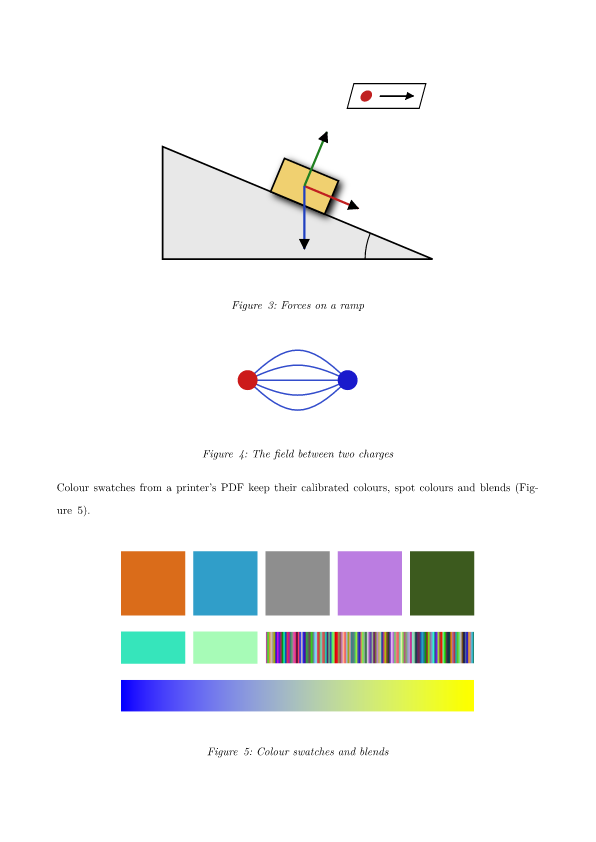 Figure 3: Forces on a ramp
Figure 4: The field between two charges
Colour swatches from a printer's PDF keep their calibrated colours, spot colours and blends (Fig-
ure 5).
Figure 5: Colour swatches and blends